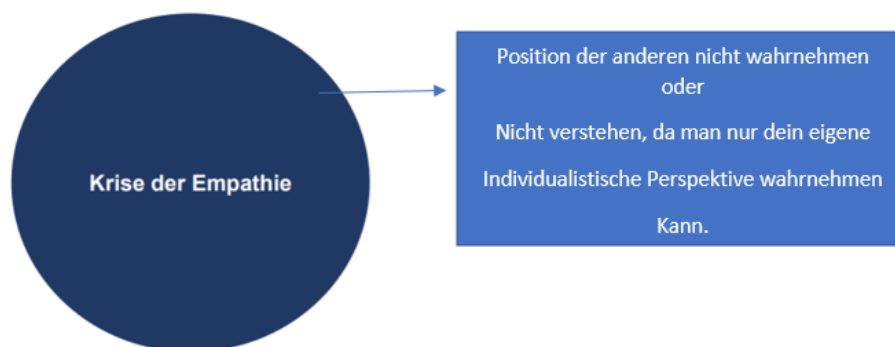 Krise der Empathie
Position der anderen nicht wahrnehmen
oder
Nicht verstehen, da man nur dein eigene
Individualistische Perspektive wahrnehmen
Kann.